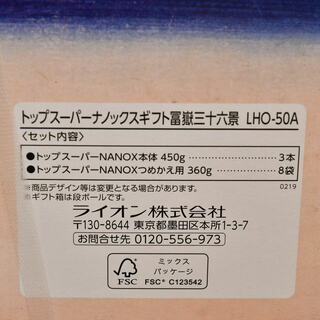 トップスーパーナノックスギフト冨嶽三十六景 LHO-50A
〈セット内容〉
●トップスーパーNANOX本体 450g 3本
●トップスーパーNANOXつめかえ用 360g 8袋
※商品デザイン等は変更になる場合がございます。
※ギフト箱は段ボールです。 0219
ライオン株式会社
〒130-8644 東京都墨田区本所1-3-7
お問合せ先 0120-556-973
FSC
ミックス
パッケージ
FSC® C123542